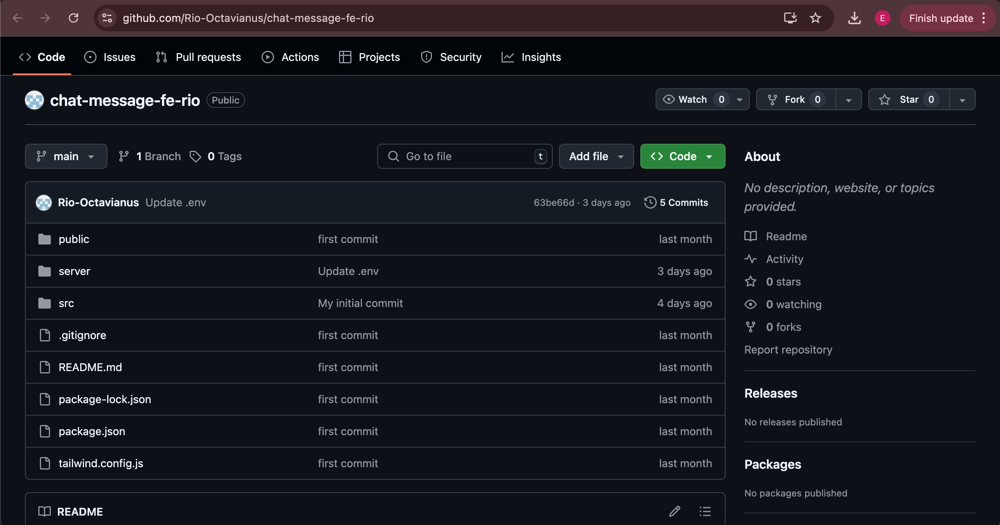 github.com/Rio-Octavianus/chat-message-fe-rio
E
Finish update
Code
Issues
Pull requests
Actions
Projects
Security
Insights
chat-message-fe-rio
Public
Watch 0
Fork 0
Star 0
main
1 Branch
0 Tags
Go to file
t
Add file
Code
Rio-Octavianus Update .env 63be66d · 3 days ago 5 Commits
public first commit last month
server Update .env 3 days ago
src My initial commit 4 days ago
.gitignore first commit last month
README.md first commit last month
package-lock.json first commit last month
package.json first commit last month
tailwind.config.js first commit last month
README
About
No description, website, or topics
provided.
Readme
Activity
0 stars
0 watching
0 forks
Report repository
Releases
No releases published
Packages
No packages published